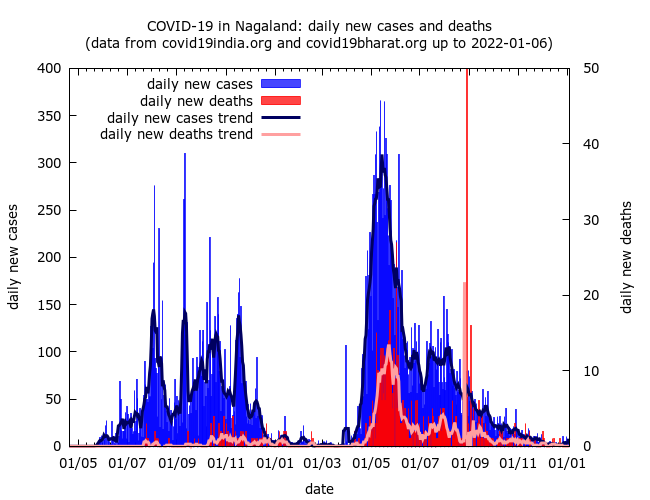 COVID-19 in Nagaland: daily new cases and deaths
(data from covid19india.org and covid19bharat.org up to 2022-01-06)
daily new cases
daily new deaths
daily new cases trend
daily new deaths trend
400
350
300
250
200
150
100
50
0
50
40
30
20
10
0
daily new cases
daily new deaths
01/05 01/07 01/09 01/11 01/01 01/03 01/05 01/07 01/09 01/11 01/01
date